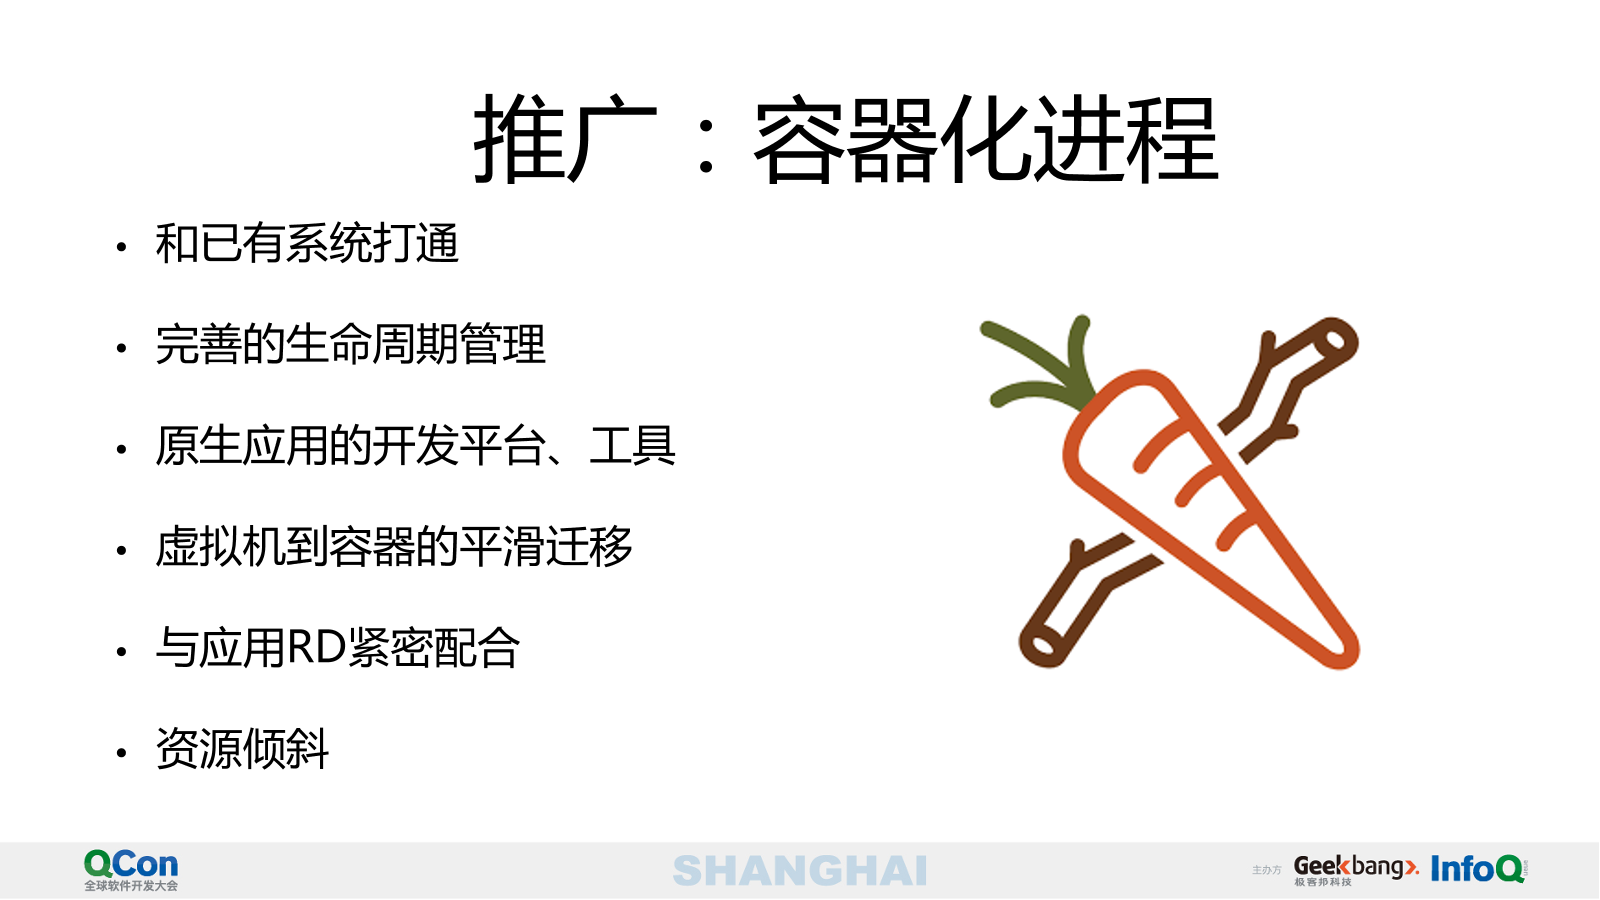 推广：容器化进程
• 和已有系统打通
• 完善的生命周期管理
• 原生应用的开发平台、工具
• 虚拟机到容器的平滑迁移
• 与应用RD紧密配合
• 资源倾斜
QCon
全球软件开发大会
SHANGHAI
主办方
Geekbang>.
极客邦科技
InfoQ